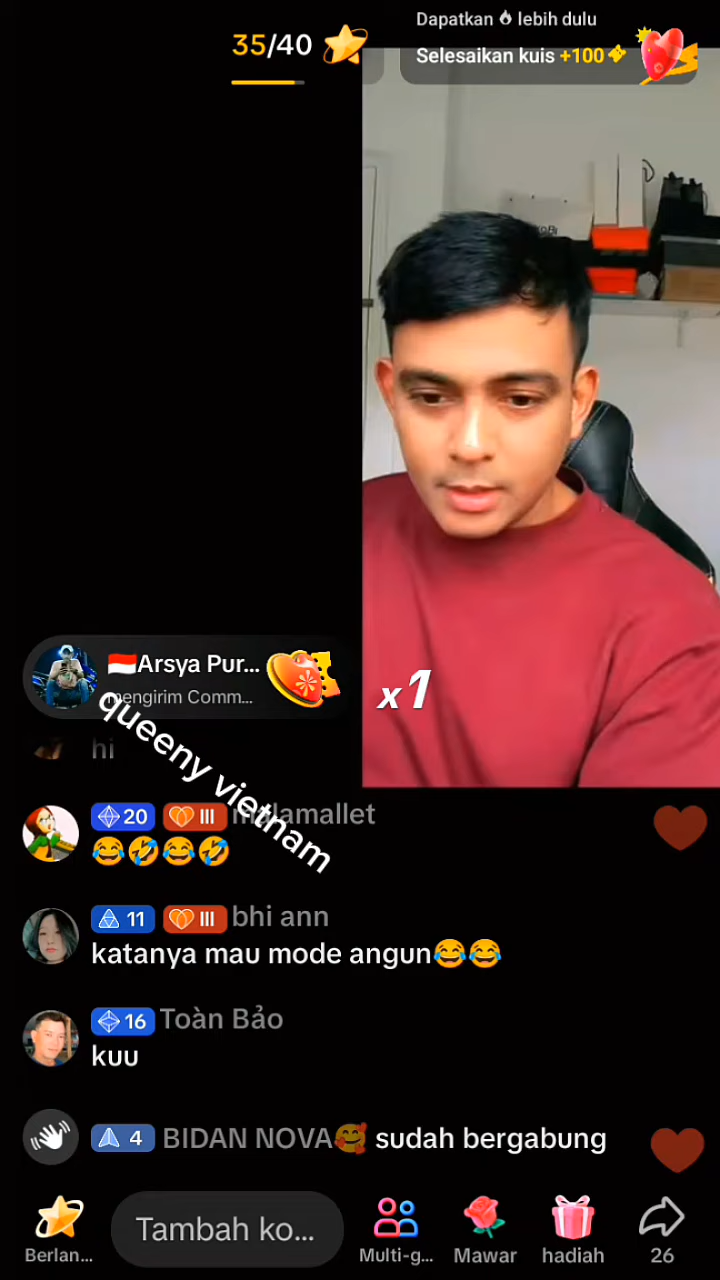 Dapatkan lebih dulu
35/40
Selesaikan kuis +100
🇮🇩Arsya Pur...
mengirim Comm...
x1
queeny vietnam
hi
20 III
😂🤣😂🤣
11 III bhi ann
katanya mau mode angun😂😂
16 Toàn Bảo
kuu
4 BIDAN NOVA🥰 sudah bergabung
Tambah ko...
Berlan...
Multi-g...
Mawar
hadiah
26